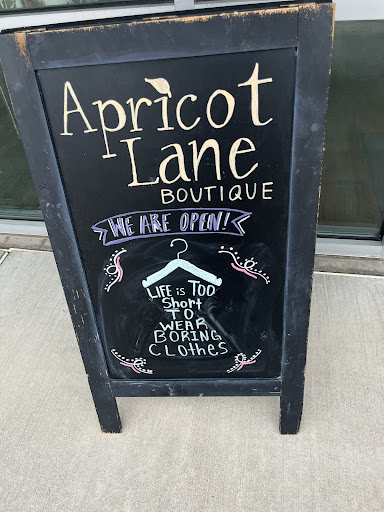 Apricot
Lane
BOUTIQUE
WE ARE OPEN!
LIFE is TOO
Short
TO
WEAR
BORING
CLOthes